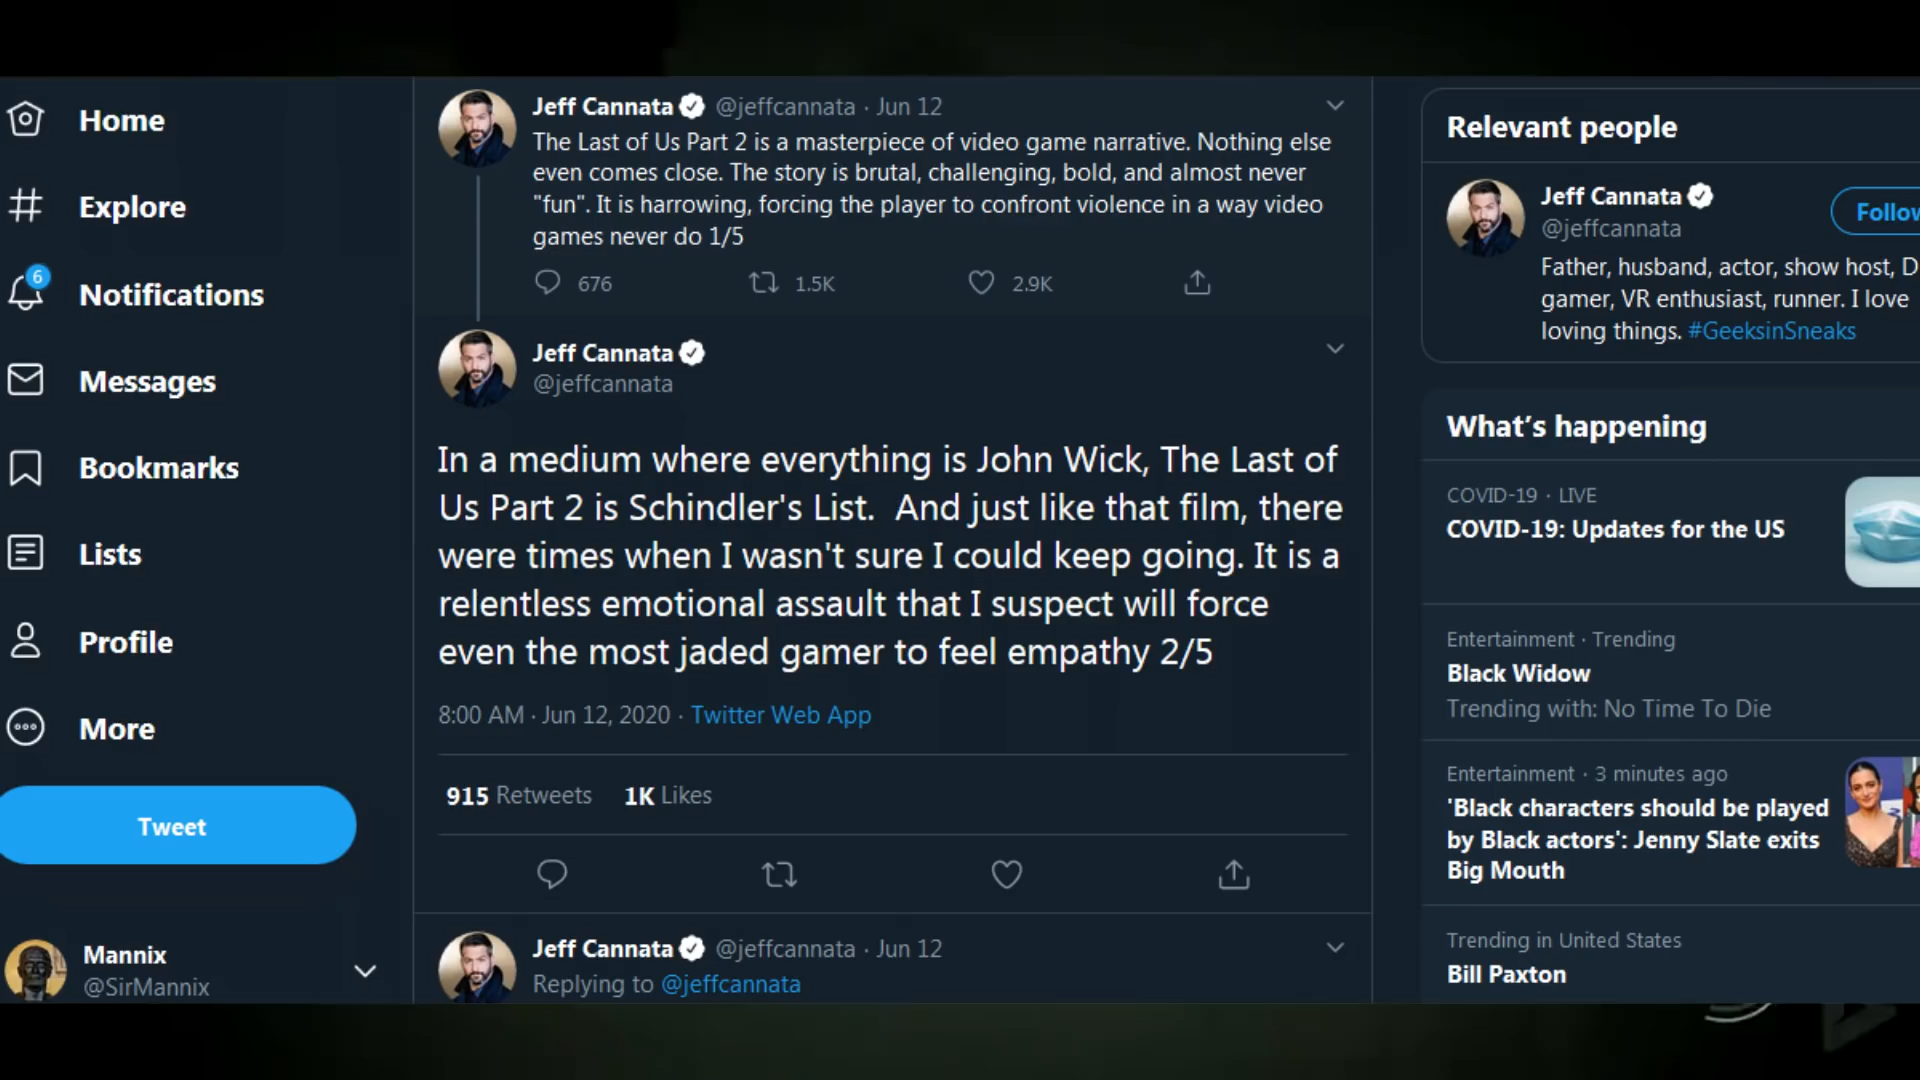 Home
Explore
6
Notifications
Messages
Bookmarks
Lists
Profile
More
Tweet
Mannix
@SirMannix
Jeff Cannata @jeffcannata · Jun 12
The Last of Us Part 2 is a masterpiece of video game narrative. Nothing else
even comes close. The story is brutal, challenging, bold, and almost never
"fun". It is harrowing, forcing the player to confront violence in a way video
games never do 1/5
676 1.5K 2.9K
Jeff Cannata
@jeffcannata
In a medium where everything is John Wick, The Last of
Us Part 2 is Schindler's List.  And just like that film, there
were times when I wasn't sure I could keep going. It is a
relentless emotional assault that I suspect will force
even the most jaded gamer to feel empathy 2/5
8:00 AM · Jun 12, 2020 · Twitter Web App
915 Retweets 1K Likes
Jeff Cannata @jeffcannata · Jun 12
Replying to @jeffcannata
Relevant people
Jeff Cannata
@jeffcannata
Follow
Father, husband, actor, show host, D
gamer, VR enthusiast, runner. I love
loving things. #GeeksinSneaks
What's happening
COVID-19 · LIVE
COVID-19: Updates for the US
Entertainment · Trending
Black Widow
Trending with: No Time To Die
Entertainment · 3 minutes ago
'Black characters should be played
by Black actors': Jenny Slate exits
Big Mouth
Trending in United States
Bill Paxton